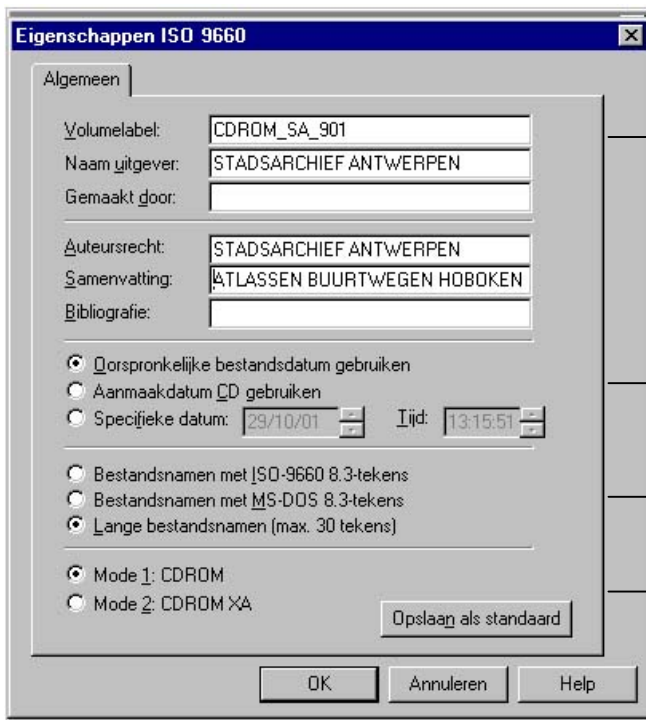 Eigenschappen ISO 9660
Algemeen
Volumelabel: CDROM_SA_901
Naam uitgever: STADSARCHIEF ANTWERPEN
Gemaakt door:
Auteursrecht: STADSARCHIEF ANTWERPEN
Samenvatting: ATLASSEN BUURTWEGEN HOBOKEN
Bibliografie:
Oorspronkelijke bestandsdatum gebruiken
Aanmaakdatum CD gebruiken
Specifieke datum: 29/10/01 Tijd: 13:15:51
Bestandsnamen met ISO-9660 8.3-tekens
Bestandsnamen met MS-DOS 8.3-tekens
Lange bestandsnamen (max. 30 tekens)
Mode 1: CDROM
Mode 2: CDROM XA
Opslaan als standaard
OK Annuleren Help